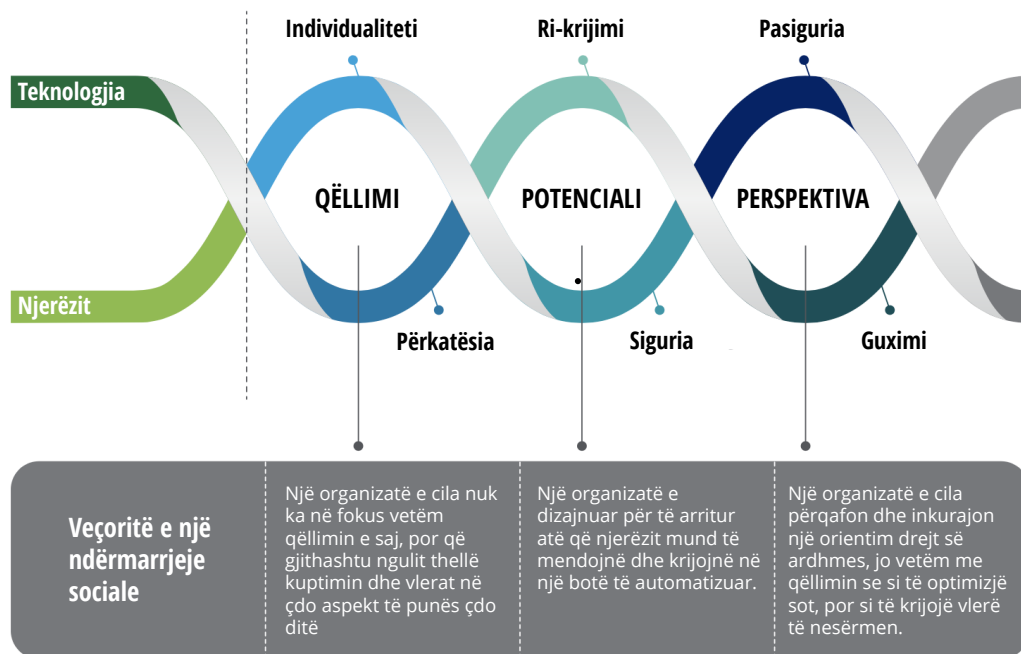 Individualiteti
Ri-krijimi
Pasiguria
Teknologjia
QËLLIMI
POTENCIALI
PERSPEKTIVA
Njerëzit
Përkatësia
Siguria
Guximi
Veçoritë e një
ndërmarrjeje
sociale
Një organizatë e cila nuk
ka në fokus vetëm
qëllimin e saj, por që
gjithashtu ngulit thellë
kuptimin dhe vlerat në
çdo aspekt të punës çdo
ditë
Një organizatë e
dizajnuar për të arritur
atë që njerëzit mund të
mendojnë dhe krijojnë në
një botë të automatizuar.
Një organizatë e cila
përqafon dhe inkurajon
një orientim drejt së
ardhmes, jo vetëm me
qëllimin se si të optimizjë
sot, por si të krijojë vlerë
të nesërmen.